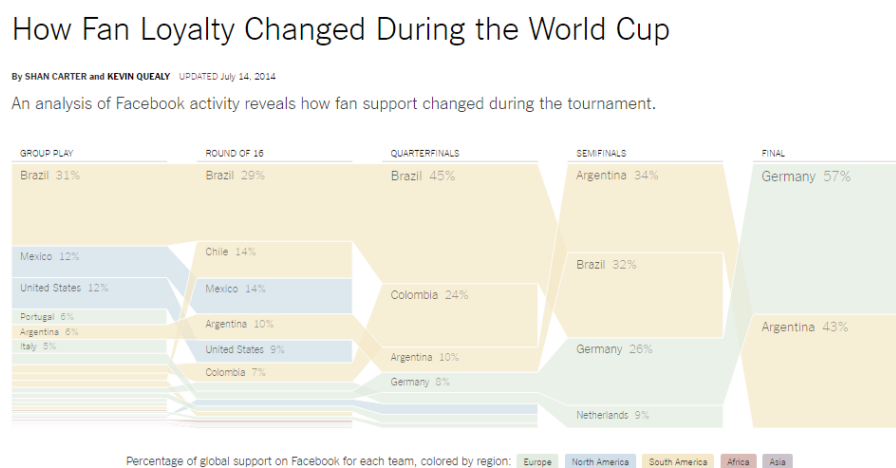 How Fan Loyalty Changed During the World Cup
By SHAN CARTER and KEVIN QUEALY UPDATED July 14, 2014
An analysis of Facebook activity reveals how fan support changed during the tournament.
GROUP PLAY
Brazil 31%
Mexico 12%
United States 12%
Portugal 6%
Argentina 6%
Italy 5%
ROUND OF 16
Brazil 29%
Chile 14%
Mexico 14%
Argentina 10%
United States 9%
Colombia 7%
QUARTERFINALS
Brazil 45%
Colombia 24%
Argentina 10%
Germany 8%
SEMIFINALS
Argentina 34%
Brazil 32%
Germany 26%
Netherlands 9%
FINAL
Germany 57%
Argentina 43%
Percentage of global support on Facebook for each team, colored by region: Europe North America South America Africa Asia